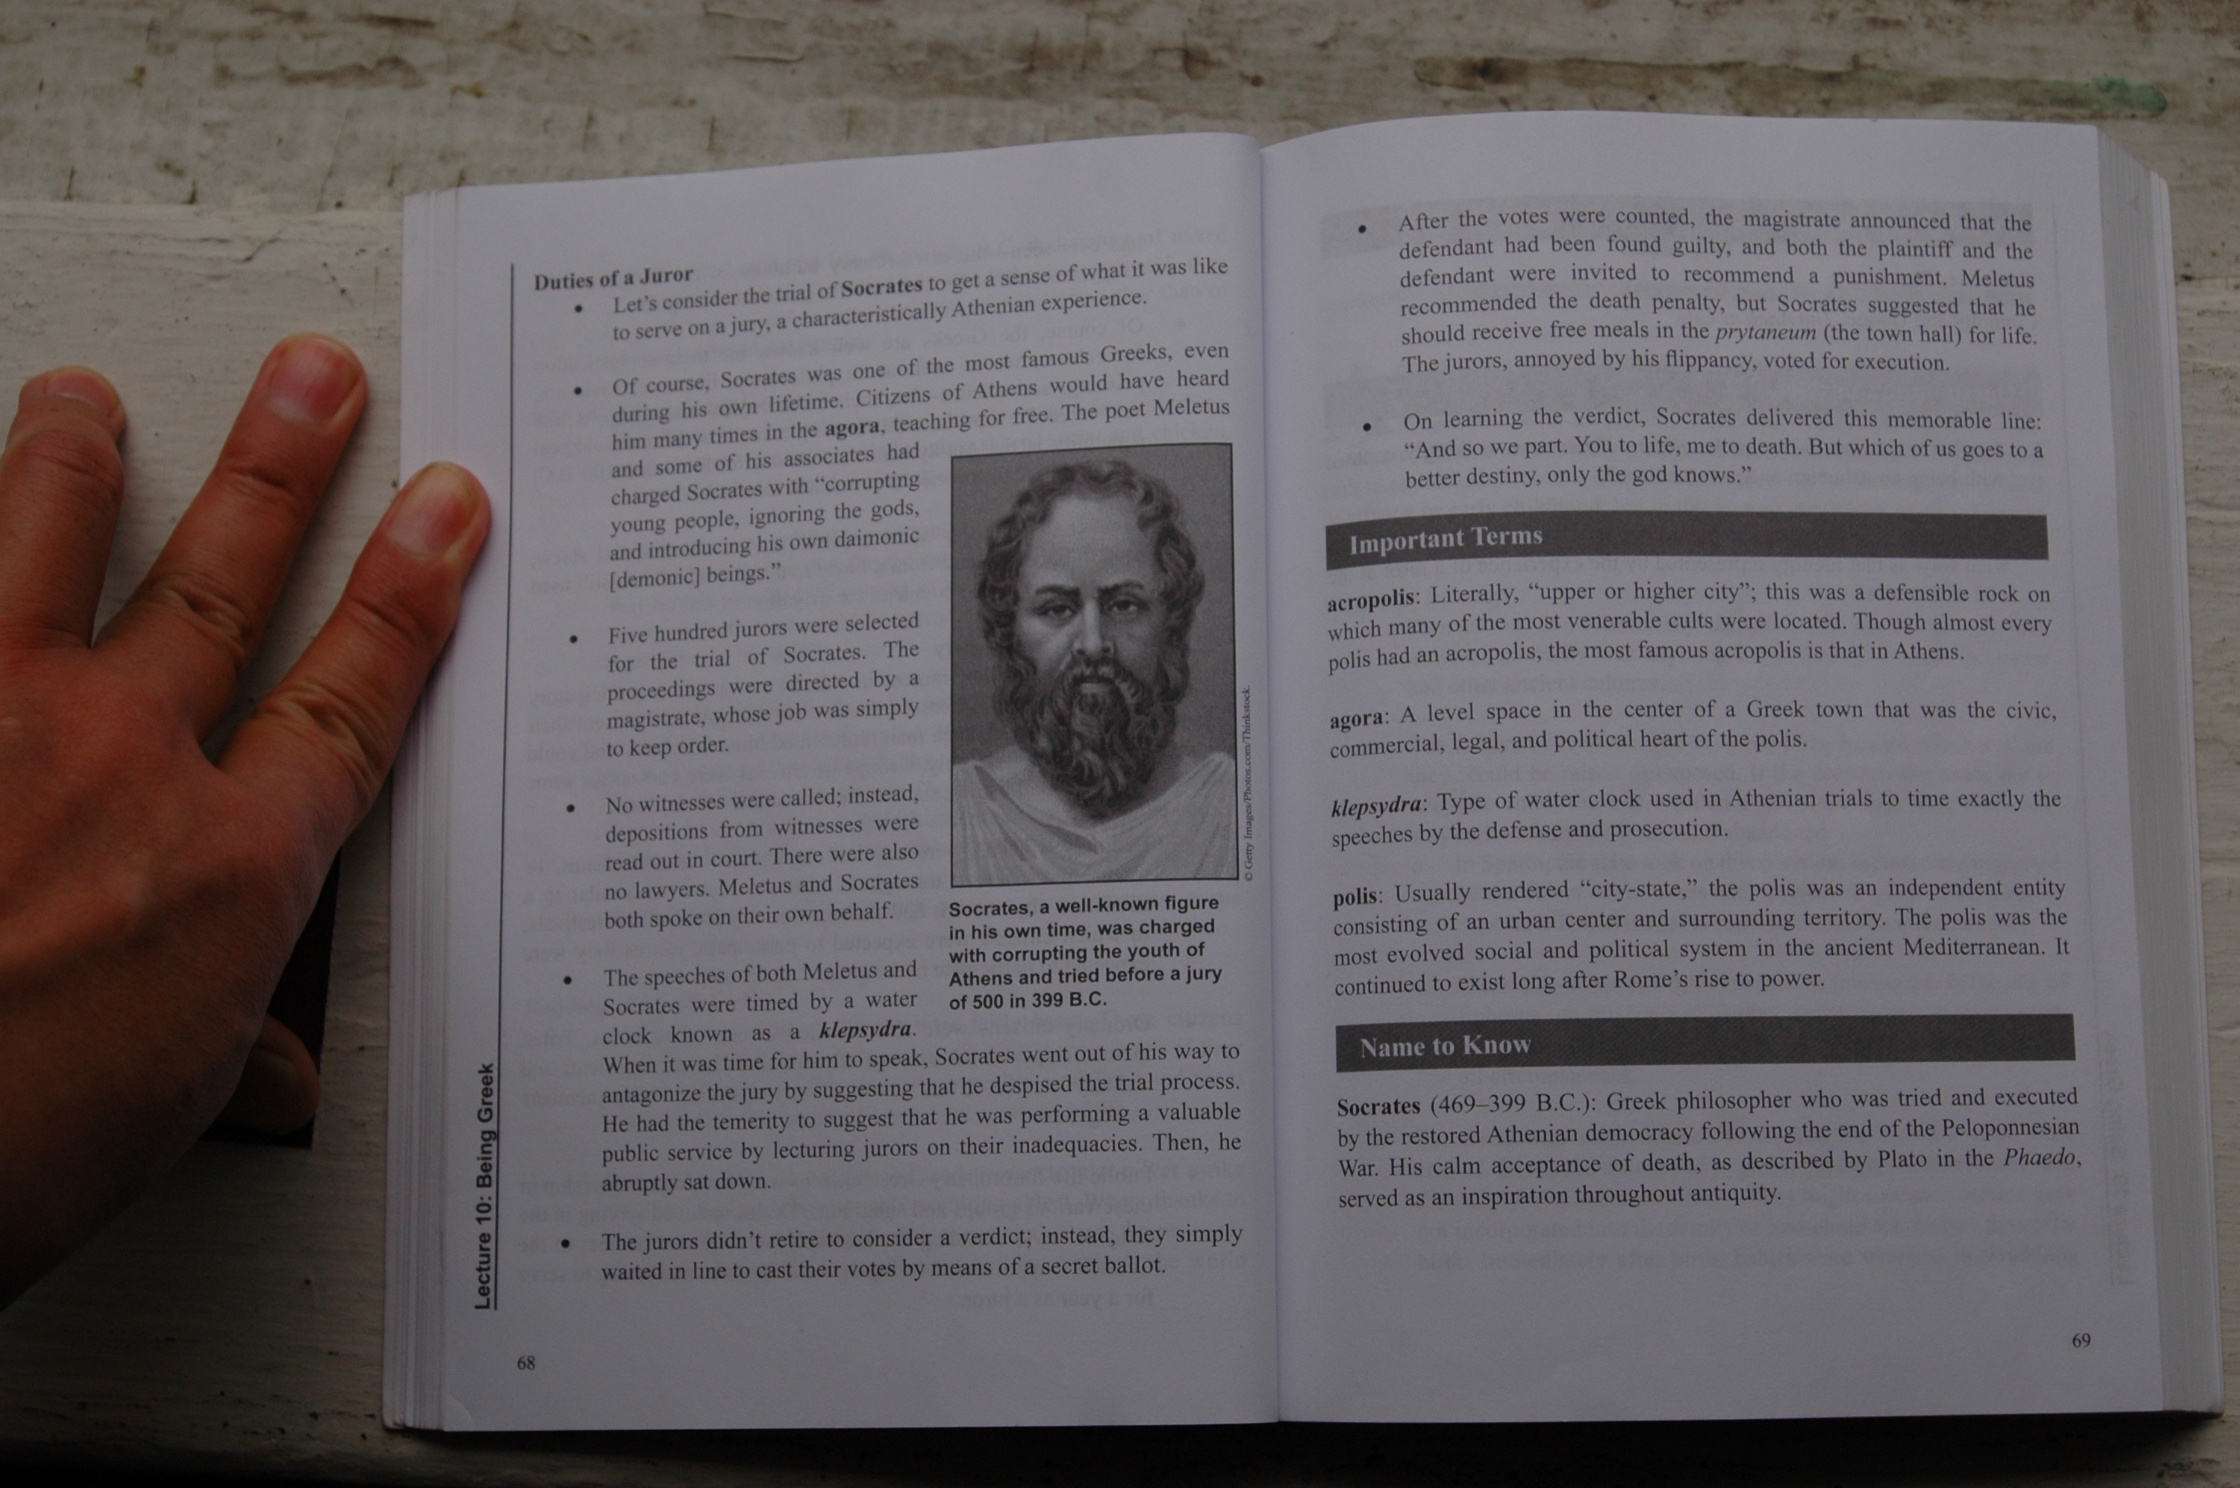 Duties of a Juror
• Let's consider the trial of Socrates to get a sense of what it was like
to serve on a jury, a characteristically Athenian experience.
• Of course, Socrates was one of the most famous Greeks, even
during his own lifetime. Citizens of Athens would have heard
him many times in the agora, teaching for free. The poet Meletus
and some of his associates had
charged Socrates with “corrupting
young people, ignoring the gods,
and introducing his own daimonic
[demonic] beings.”
• Five hundred jurors were selected
for the trial of Socrates. The
proceedings were directed by a
magistrate, whose job was simply
to keep order.
• No witnesses were called; instead,
depositions from witnesses were
read out in court. There were also
no lawyers. Meletus and Socrates
both spoke on their own behalf.
• The speeches of both Meletus and
Socrates were timed by a water
clock known as a klepsydra.
When it was time for him to speak, Socrates went out of his way to
antagonize the jury by suggesting that he despised the trial process.
He had the temerity to suggest that he was performing a valuable
public service by lecturing jurors on their inadequacies. Then, he
abruptly sat down.
• The jurors didn't retire to consider a verdict; instead, they simply
waited in line to cast their votes by means of a secret ballot.
© Getty Images/Photos.com/Thinkstock.
Socrates, a well-known figure
in his own time, was charged
with corrupting the youth of
Athens and tried before a jury
of 500 in 399 B.C.
Lecture 10: Being Greek
68
• After the votes were counted, the magistrate announced that the
defendant had been found guilty, and both the plaintiff and the
defendant were invited to recommend a punishment. Meletus
recommended the death penalty, but Socrates suggested that he
should receive free meals in the prytaneum (the town hall) for life.
The jurors, annoyed by his flippancy, voted for execution.
• On learning the verdict, Socrates delivered this memorable line:
“And so we part. You to life, me to death. But which of us goes to a
better destiny, only the god knows.”
Important Terms
acropolis: Literally, “upper or higher city”; this was a defensible rock on
which many of the most venerable cults were located. Though almost every
polis had an acropolis, the most famous acropolis is that in Athens.
agora: A level space in the center of a Greek town that was the civic,
commercial, legal, and political heart of the polis.
klepsydra: Type of water clock used in Athenian trials to time exactly the
speeches by the defense and prosecution.
polis: Usually rendered “city-state,” the polis was an independent entity
consisting of an urban center and surrounding territory. The polis was the
most evolved social and political system in the ancient Mediterranean. It
continued to exist long after Rome's rise to power.
Name to Know
Socrates (469–399 B.C.): Greek philosopher who was tried and executed
by the restored Athenian democracy following the end of the Peloponnesian
War. His calm acceptance of death, as described by Plato in the Phaedo,
served as an inspiration throughout antiquity.
69